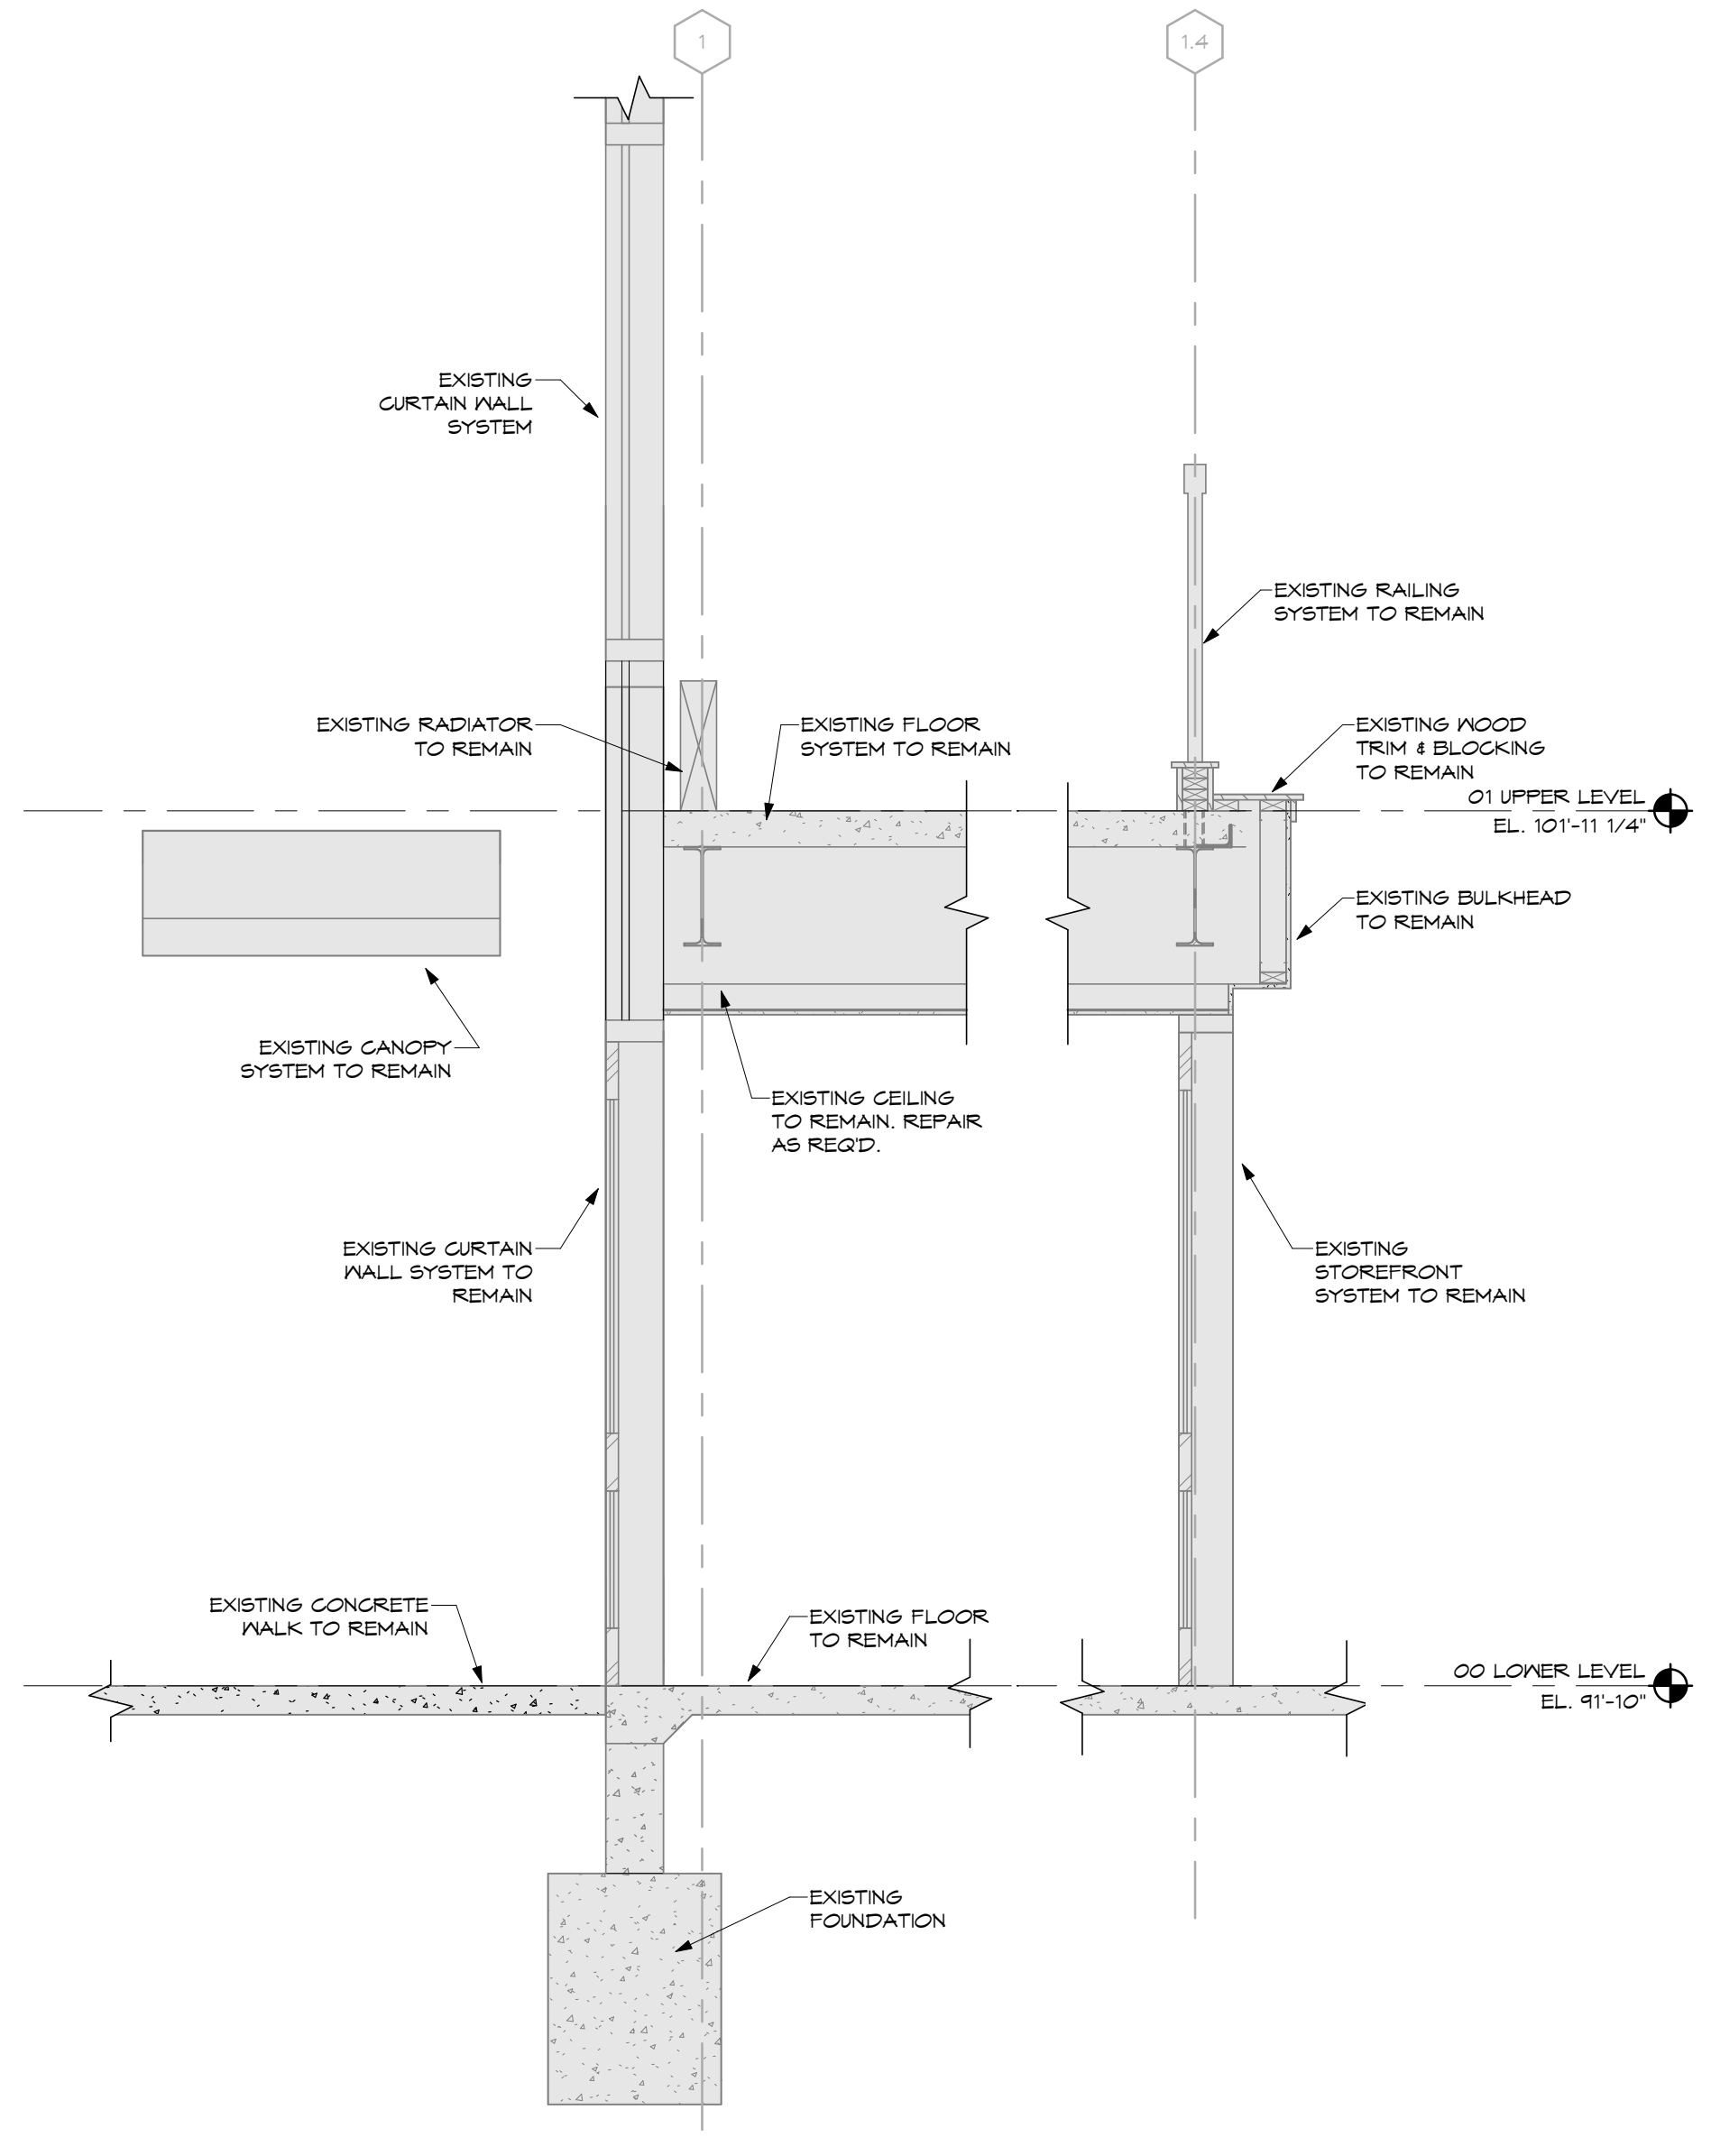 1
1.4
EXISTING
CURTAIN WALL
SYSTEM
EXISTING RAILING
SYSTEM TO REMAIN
EXISTING RADIATOR
TO REMAIN
EXISTING FLOOR
SYSTEM TO REMAIN
EXISTING WOOD
TRIM & BLOCKING
TO REMAIN
01 UPPER LEVEL
EL. 101'-11 1/4"
EXISTING BULKHEAD
TO REMAIN
EXISTING CANOPY
SYSTEM TO REMAIN
EXISTING CEILING
TO REMAIN. REPAIR
AS REQ'D.
EXISTING CURTAIN
WALL SYSTEM TO
REMAIN
EXISTING
STOREFRONT
SYSTEM TO REMAIN
EXISTING CONCRETE
WALK TO REMAIN
EXISTING FLOOR
TO REMAIN
00 LOWER LEVEL
EL. 91'-10"
EXISTING
FOUNDATION